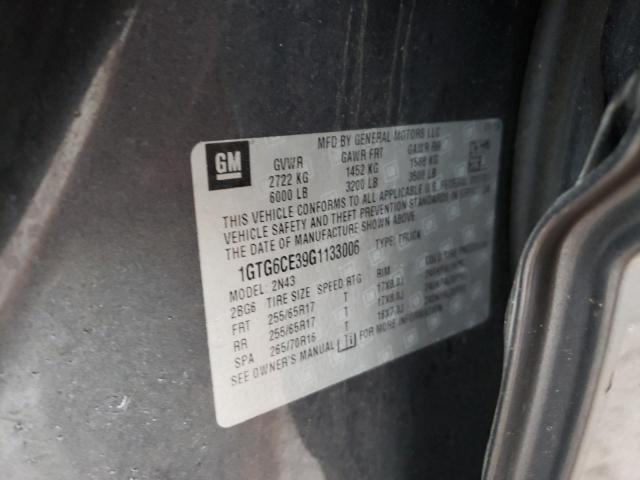 GM
MFD BY GENERAL MOTORS LLC
GVWR GAWR FRT GAWR RR
2722 KG 1452 KG 1588 KG
6000 LB 3200 LB 3500 LB
THIS VEHICLE CONFORMS TO ALL APPLICABLE U.S. FEDERAL
VEHICLE SAFETY AND THEFT PREVENTION STANDARDS IN
THE DATE OF MANUFACTURE SHOWN ABOVE.
1GTG6CE39G1133006 TYPE: TRUCK
MODEL: 2N43
2BG6 TIRE SIZE SPEED RTG RIM COLD TIRE
FRT 255/65R17 T 17X8.0J
RR 255/65R17 T 17X8.0J
SPA 265/70R16 T 16X7.0J
SEE OWNER'S MANUAL FOR MORE INFORMATION.